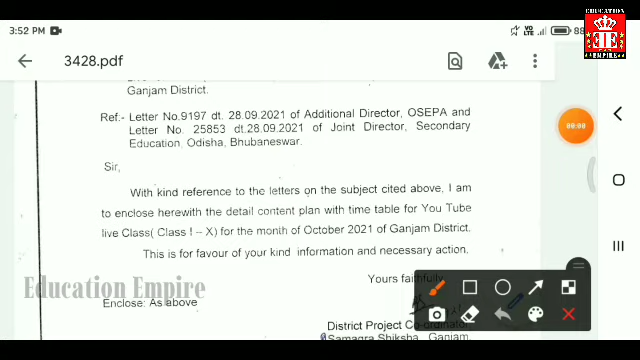 EDUCATION
EMPIRE
3:52 PM
88
3428.pdf
Ganjam District.
Ref:- Letter No.9197 dt. 28.09.2021 of Additional Director, OSEPA and
Letter No. 25853 dt.28.09.2021 of Joint Director, Secondary
Education, Odisha, Bhubaneswar.
00:00
Sir,
With kind reference to the letters on the subject cited above, I am
to enclose herewith the detail content plan with time table for You Tube
live Class( Class ! – X) for the month of October 2021 of Ganjam District.
This is for favour of your kind information and necessary action.
Education Empire
Yours faithfully
Enclose: As above
District Project Co-ordinator
Samagra Shiksha, Ganjam